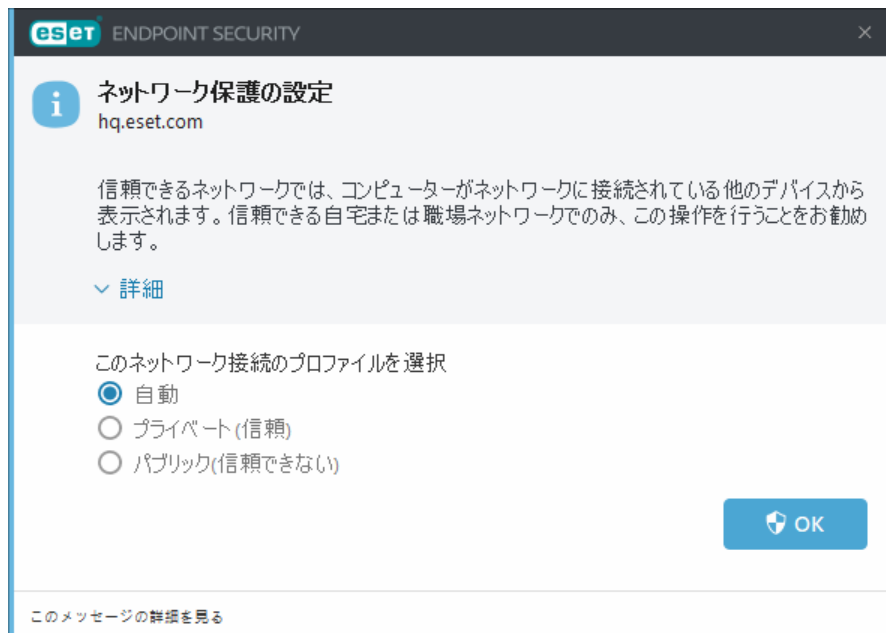 eset ENDPOINT SECURITY
ネットワーク保護の設定
hq.eset.com
信頼できるネットワークでは、コンピューターがネットワークに接続されている他のデバイスから
表示されます。信頼できる自宅または職場ネットワークでのみ、この操作を行うことをお勧め
します。
詳細
このネットワーク接続のプロファイルを選択
自動
プライベート(信頼)
パブリック(信頼できない)
OK
このメッセージの詳細を見る